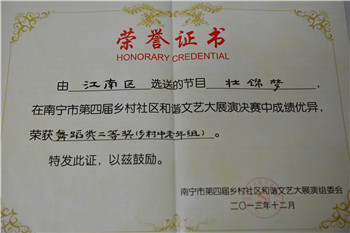 荣誉证书
HONORARY CREDENTIAL
由 江南区 选送的节目 壮锦梦
在南宁市第四届乡村社区和谐文艺大展演决赛中成绩优异,
荣获舞蹈类二等奖(乡村中老年组)。
特发此证,以兹鼓励。
南宁市第四届乡村社区和谐文艺大展演组委会
二〇一三年十二月